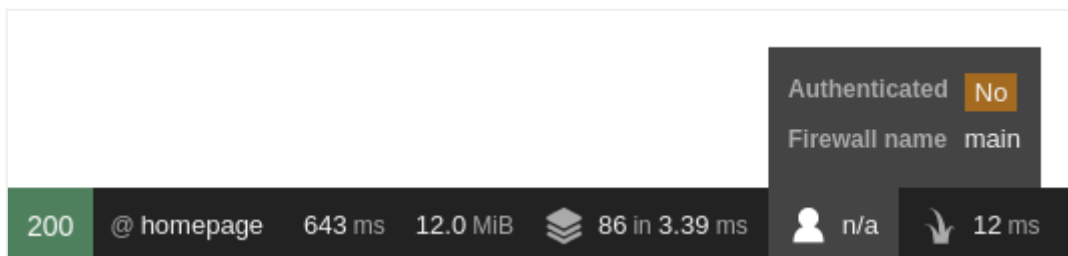 Authenticated No
Firewall name main
200 @ homepage 643 ms 12.0 MiB 86 in 3.39 ms n/a 12 ms